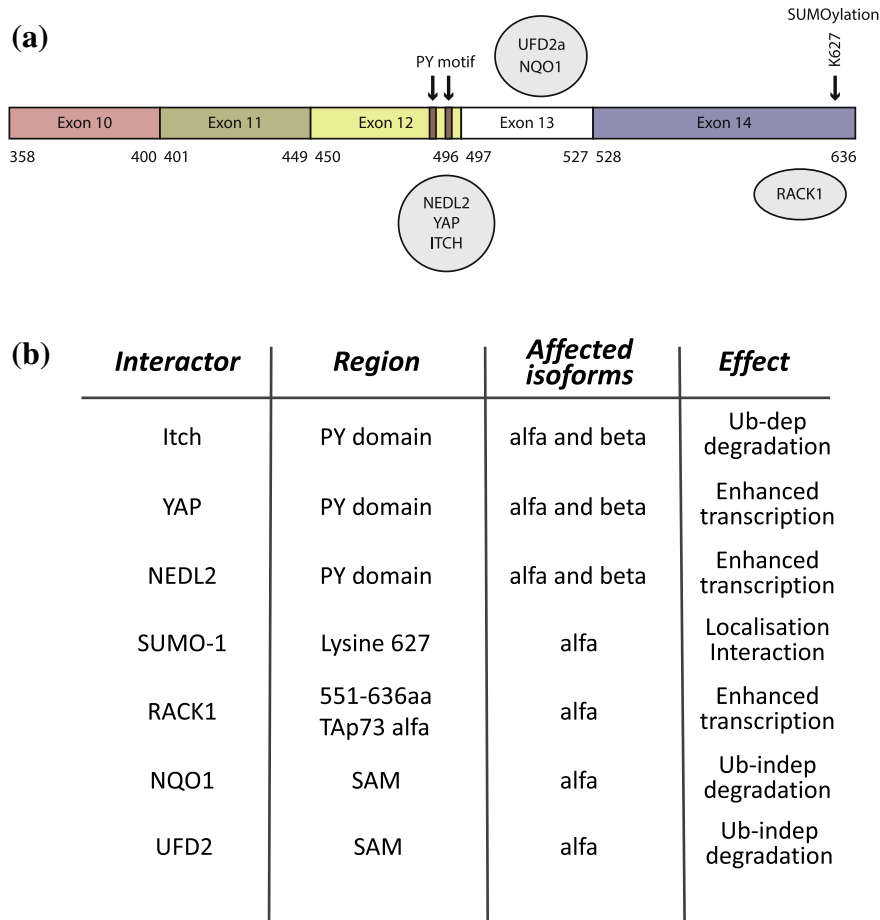 (a)
SUMOylation
K627
UFD2a
NQO1
PY motif
Exon 10
Exon 11
Exon 12
Exon 13
Exon 14
358
400
401
449
450
496
497
527
528
636
NEDL2
YAP
ITCH
RACK1
(b)
Interactor Region Affected isoforms Effect
Itch PY domain alfa and beta Ub-dep degradation
YAP PY domain alfa and beta Enhanced transcription
NEDL2 PY domain alfa and beta Enhanced transcription
SUMO-1 Lysine 627 alfa Localisation Interaction
RACK1 551-636aa TAp73 alfa alfa Enhanced transcription
NQO1 SAM alfa Ub-indep degradation
UFD2 SAM alfa Ub-indep degradation